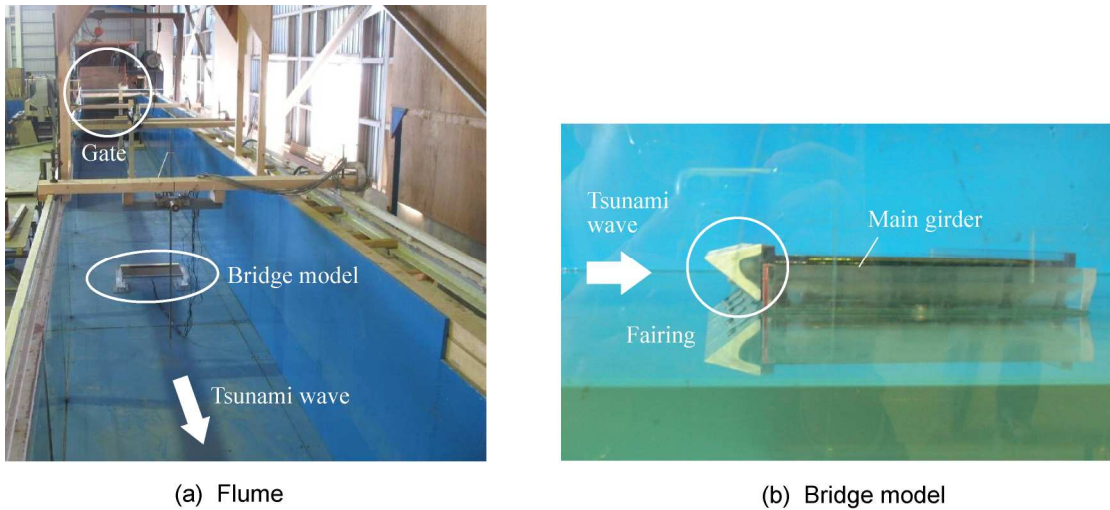 Gate
Bridge model
Tsunami wave
(a) Flume
Tsunami
wave
Main girder
Fairing
(b) Bridge model